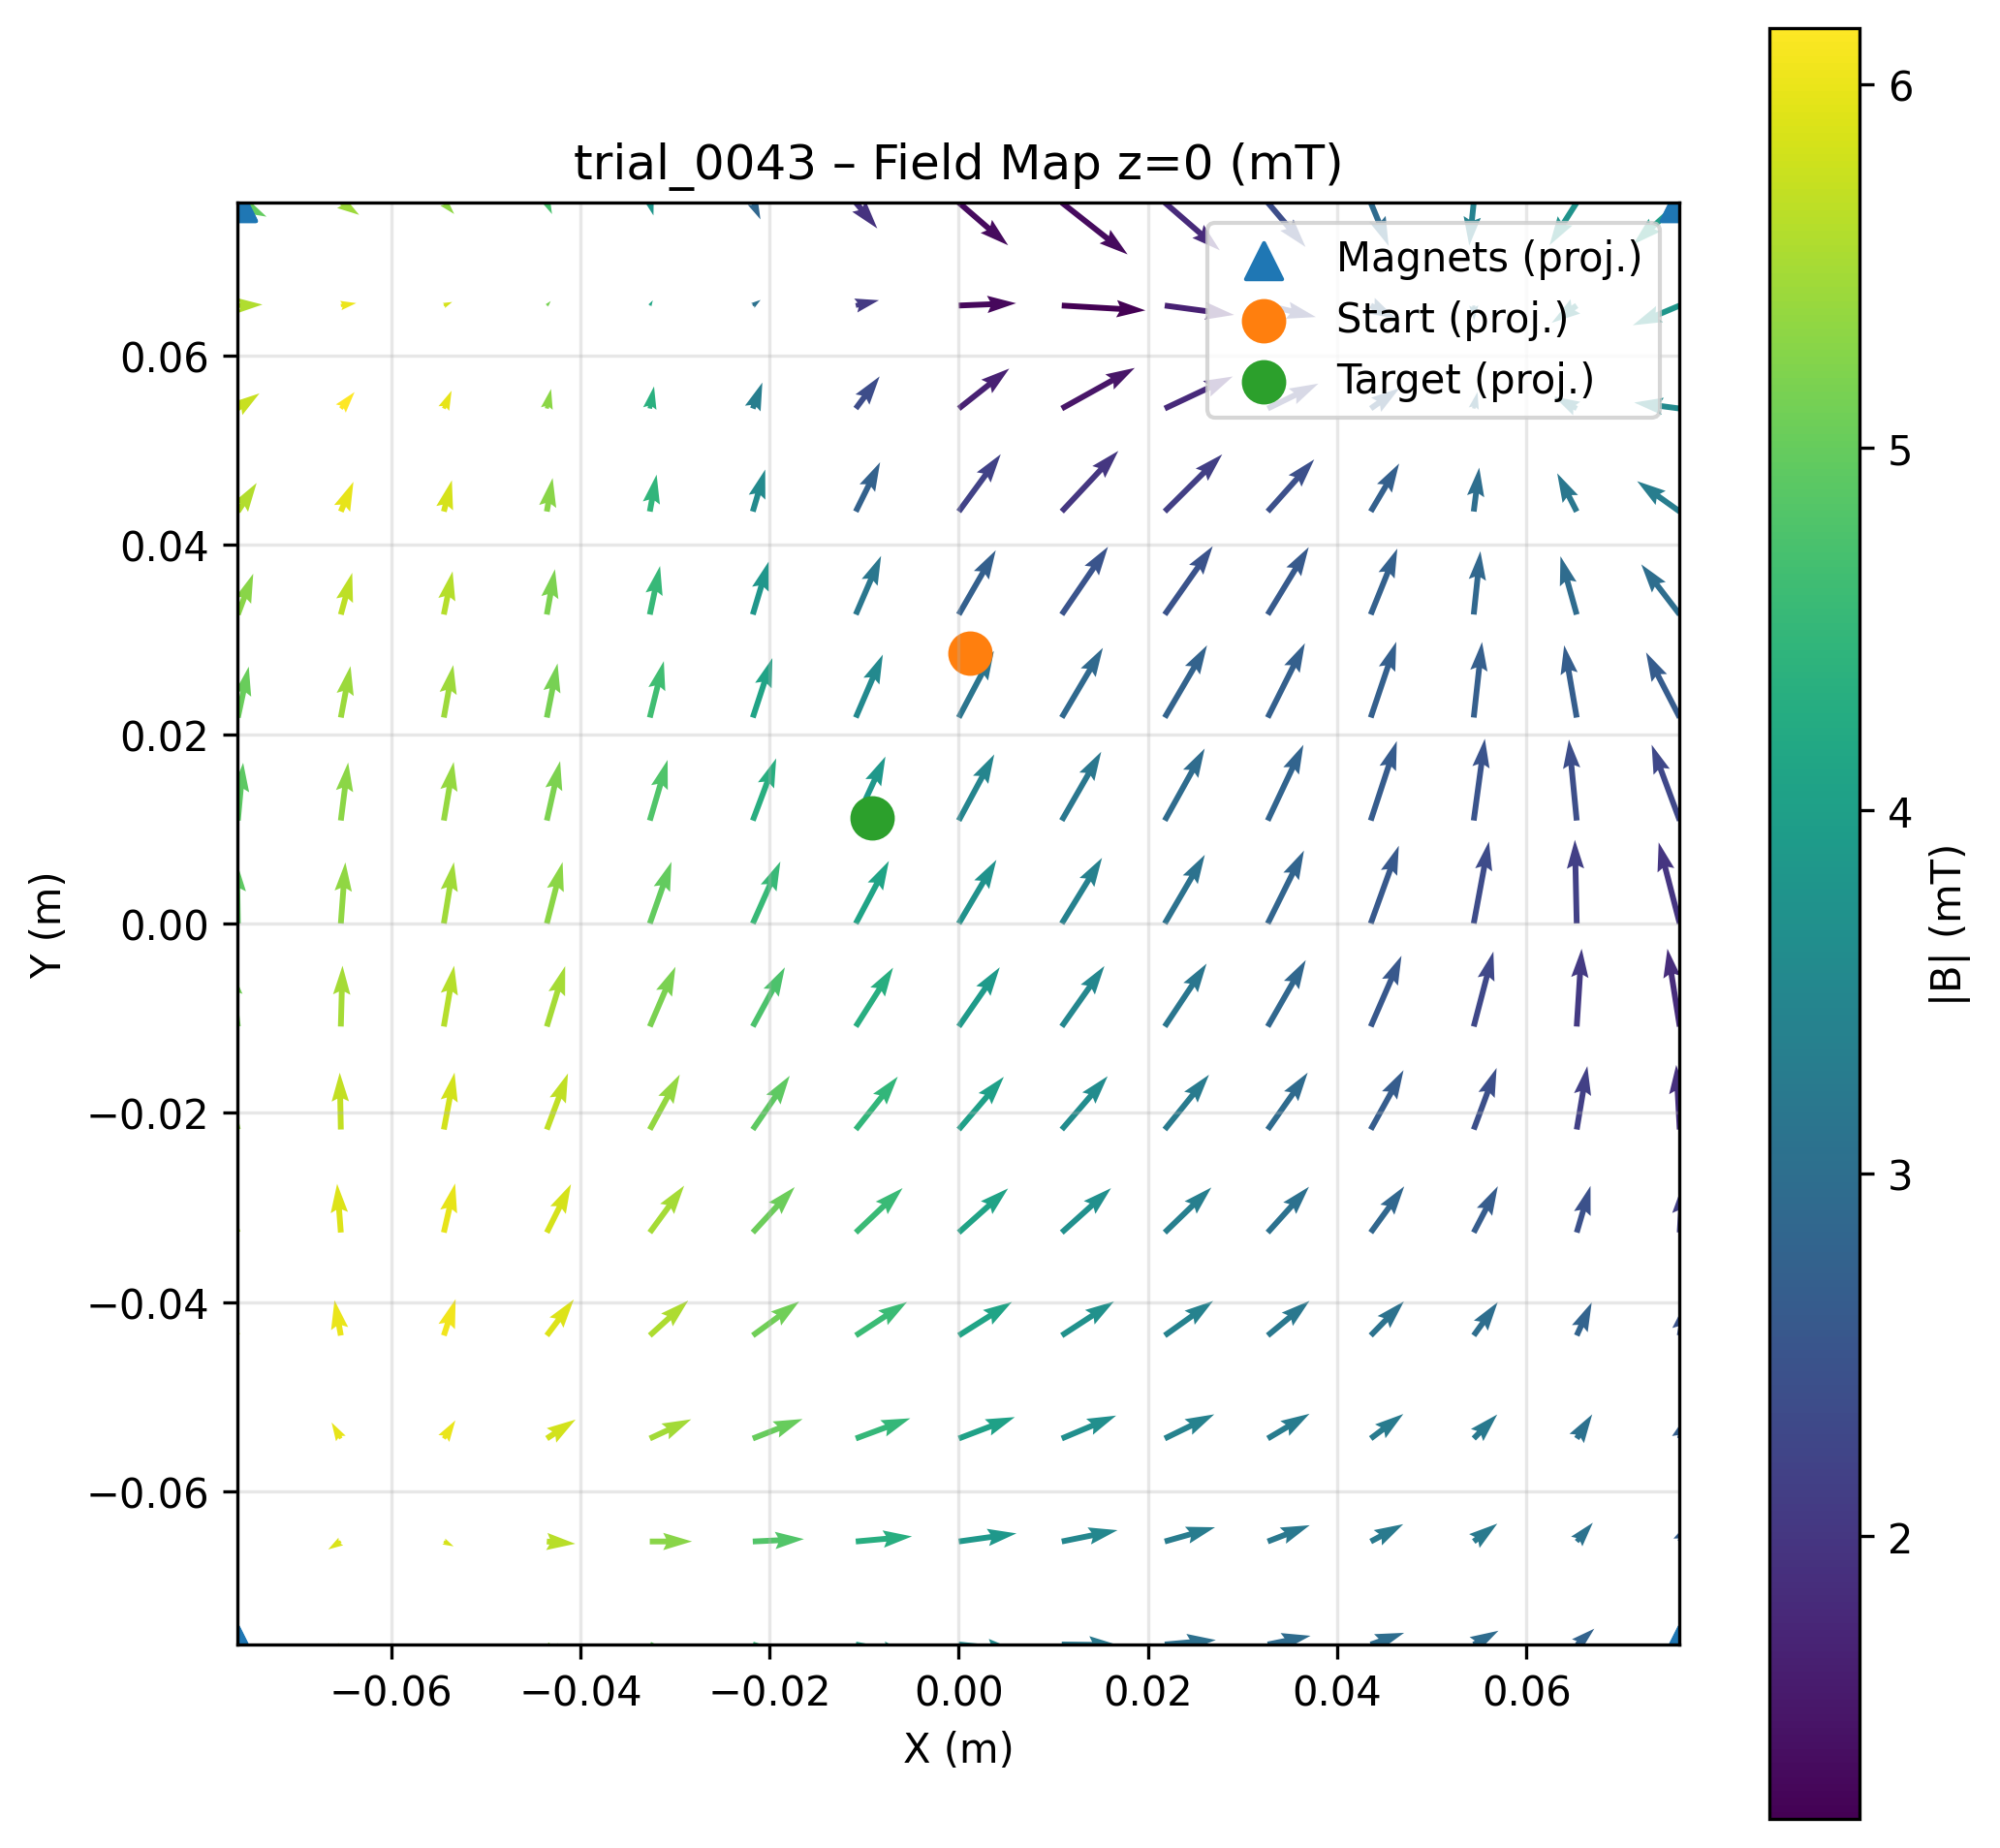 trial_0043 – Field Map z=0 (mT)
Magnets (proj.)
Start (proj.)
Target (proj.)
0.06
0.04
0.02
0.00
−0.02
−0.04
−0.06
Y (m)
−0.06
−0.04
−0.02
0.00
0.02
0.04
0.06
X (m)
6
5
4
3
2
|B| (mT)